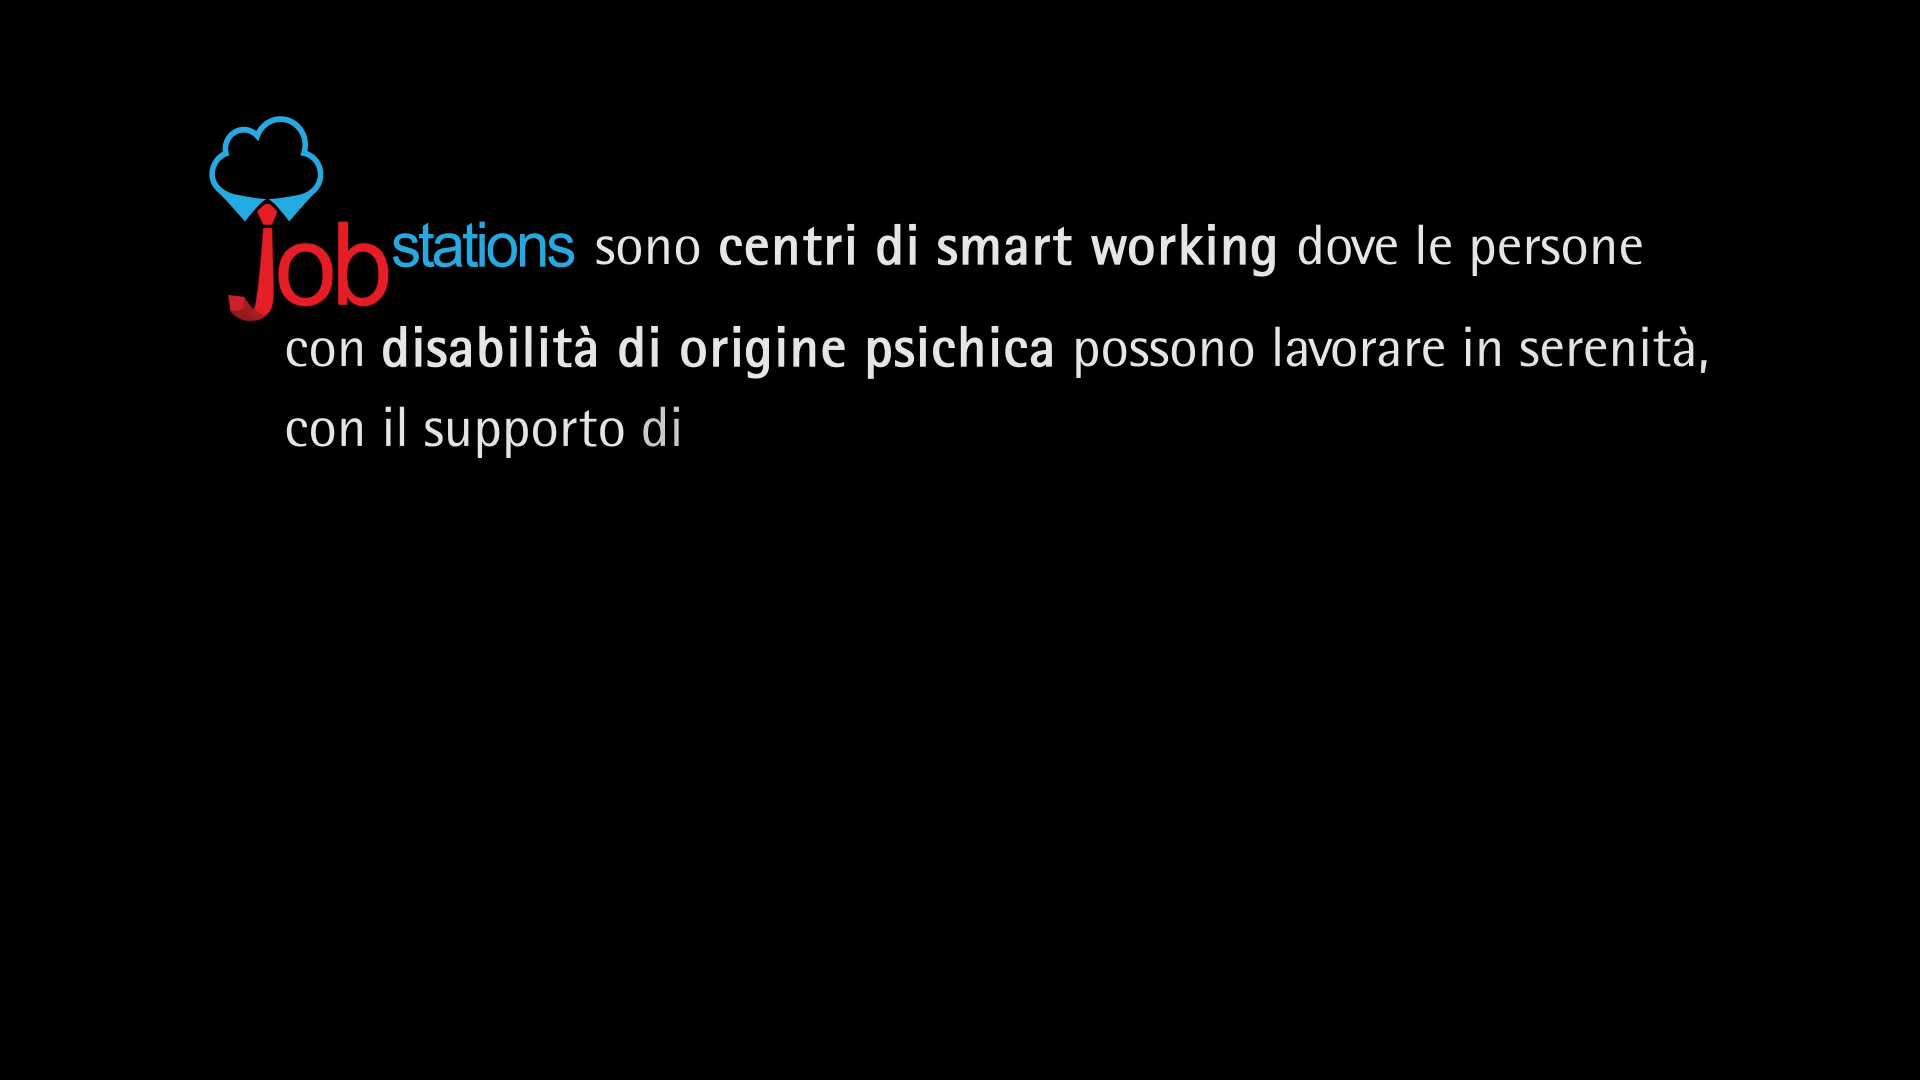 jobstations sono centri di smart working dove le persone
con disabilità di origine psichica possono lavorare in serenità,
con il supporto di